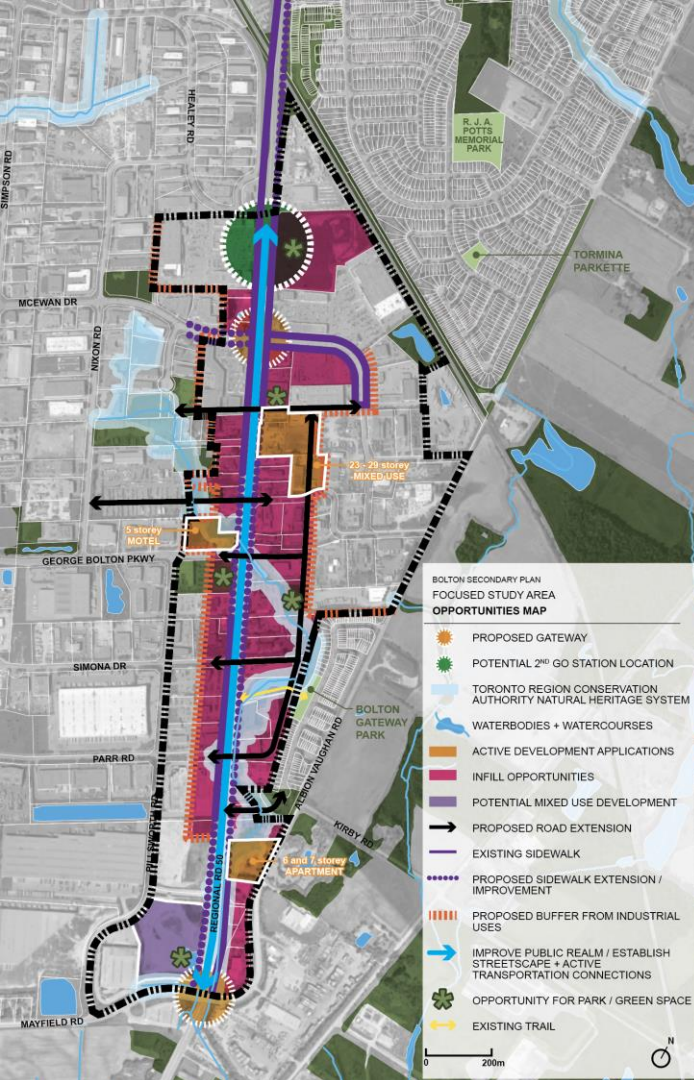 HEALEY RD
SIMPSON RD
R. J. A.
POTTS
MEMORIAL
PARK
TORMINA
PARKETTE
MCEWAN DR
NIXON RD
23 - 29 storey
MIXED USE
5 storey
MOTEL
GEORGE BOLTON PKWY
SIMONA DR
BOLTON
GATEWAY
PARK
PARR RD
ALBION VAUGHAN RD
KIRBY RD
PILLSWORTH RD
REGIONAL RD 50
6 and 7 storey
APARTMENT
MAYFIELD RD
BOLTON SECONDARY PLAN
FOCUSED STUDY AREA
OPPORTUNITIES MAP
PROPOSED GATEWAY
POTENTIAL 2ND GO STATION LOCATION
TORONTO REGION CONSERVATION
AUTHORITY NATURAL HERITAGE SYSTEM
WATERBODIES + WATERCOURSES
ACTIVE DEVELOPMENT APPLICATIONS
INFILL OPPORTUNITIES
POTENTIAL MIXED USE DEVELOPMENT
PROPOSED ROAD EXTENSION
EXISTING SIDEWALK
PROPOSED SIDEWALK EXTENSION /
IMPROVEMENT
PROPOSED BUFFER FROM INDUSTRIAL
USES
IMPROVE PUBLIC REALM / ESTABLISH
STREETSCAPE + ACTIVE
TRANSPORTATION CONNECTIONS
OPPORTUNITY FOR PARK / GREEN SPACE
EXISTING TRAIL
N
0 200m